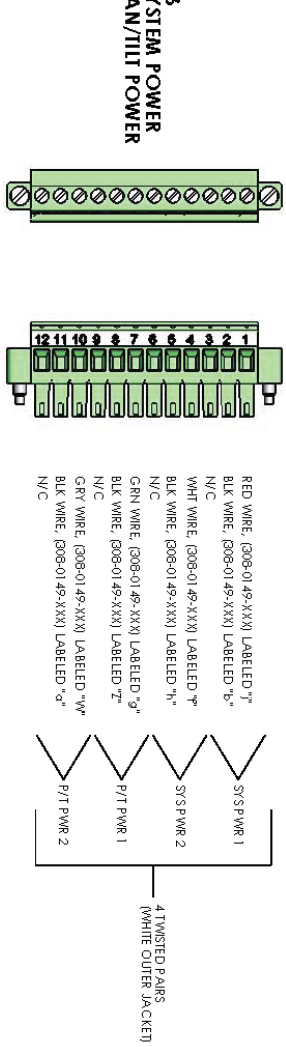 YSTEM POWER
AN/TILT POWER
12 11 10 9 8 7 6 5 4 3 2 1
RED WIRE, (308-0149-XXX) LABELED "j"
BLK WIRE, (308-0149-XXX) LABELED "b"
N/C
WHT WIRE, (308-0149-XXX) LABELED "f"
BLK WIRE, (308-0149-XXX) LABELED "h"
N/C
GRN WIRE, (308-0149-XXX) LABELED "g"
BLK WIRE, (308-0149-XXX) LABELED "Z"
N/C
GRY WIRE, (308-0149-XXX) LABELED "W"
BLK WIRE, (308-0149-XXX) LABELED "a"
N/C
SYS PWR 1
SYS PWR 2
P/T PWR 1
P/T PWR 2
4 TWISTED PAIRS
(WHITE OUTER JACKET)